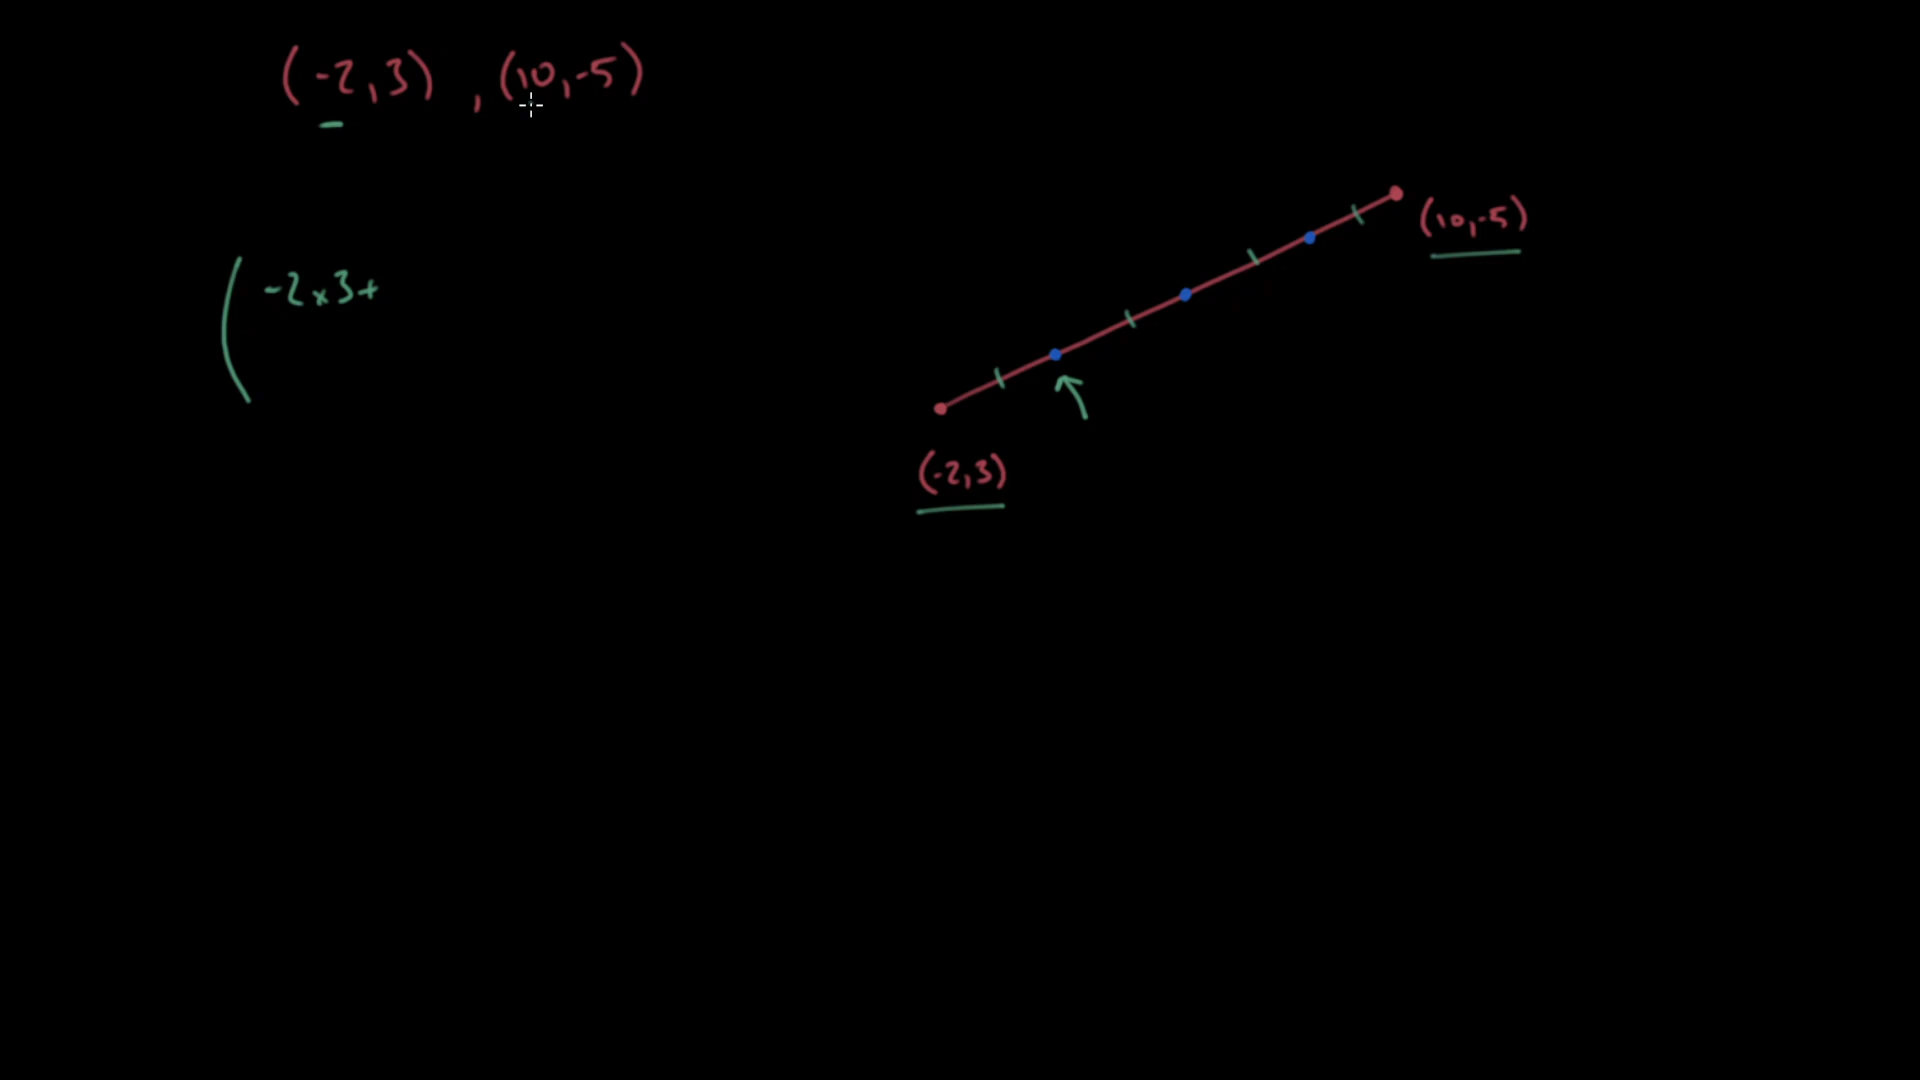 (-2,3) , (10,-5)
(10,-5)
(-2×3+
(-2,3)